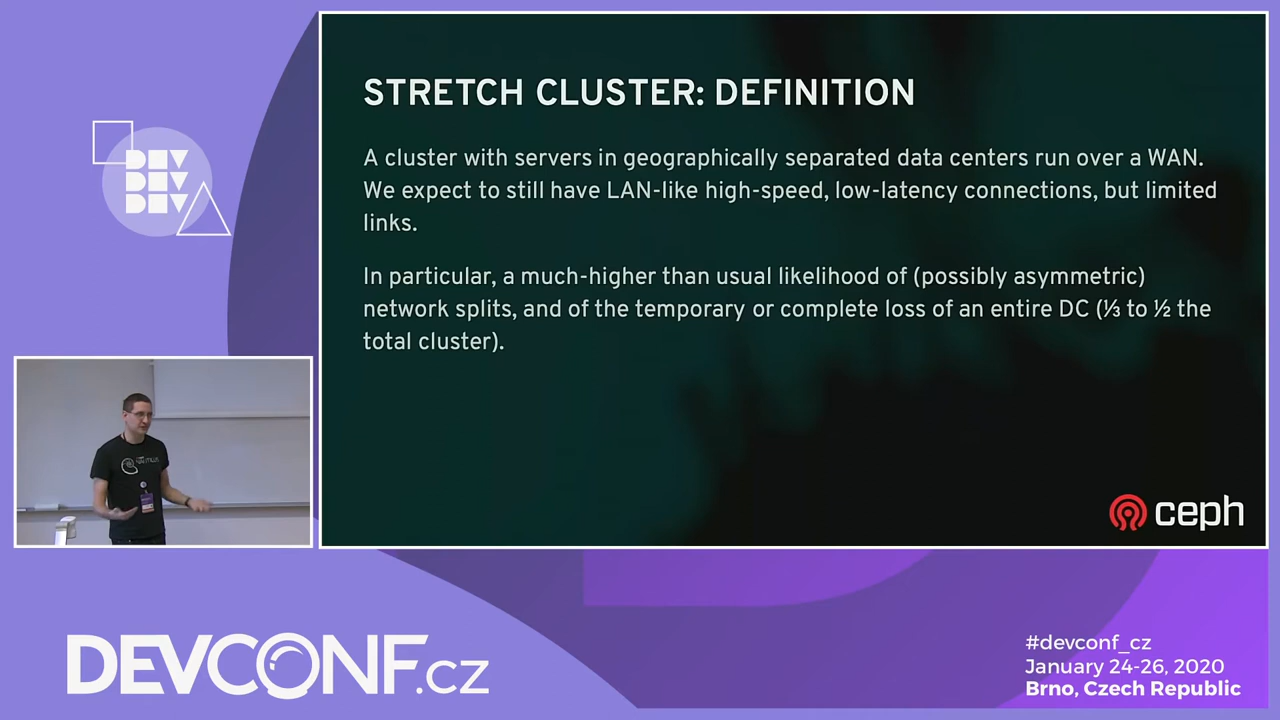 STRETCH CLUSTER: DEFINITION
A cluster with servers in geographically separated data centers run over a WAN.
We expect to still have LAN-like high-speed, low-latency connections, but limited
links.
In particular, a much-higher than usual likelihood of (possibly asymmetric)
network splits, and of the temporary or complete loss of an entire DC (⅓ to ½ the
total cluster).
ceph
DEV
DEV
DEV
DEVCONF.cz
#devconf_cz
January 24-26, 2020
Brno, Czech Republic